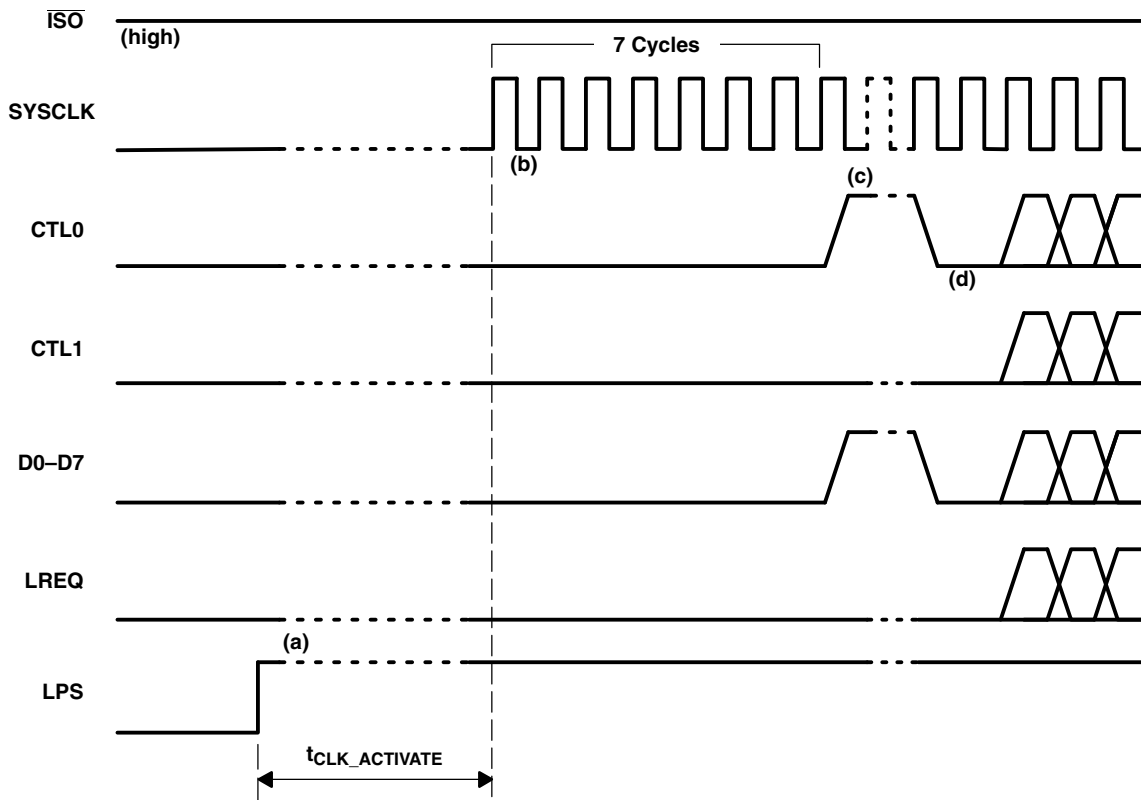 ISO
(high)
7 Cycles
SYSCLK
(b)
(c)
CTL0
(d)
CTL1
D0–D7
LREQ
(a)
LPS
tCLK_ACTIVATE